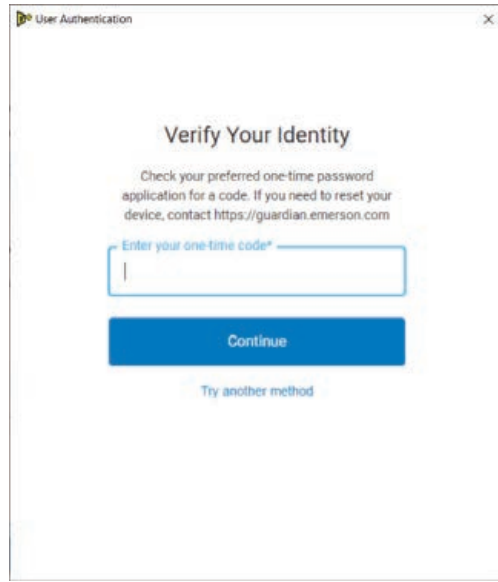 User Authentication
Verify Your Identity
Check your preferred one-time password
application for a code. If you need to reset your
device, contact https://guardian.emerson.com
Enter your one-time code*
Continue
Try another method